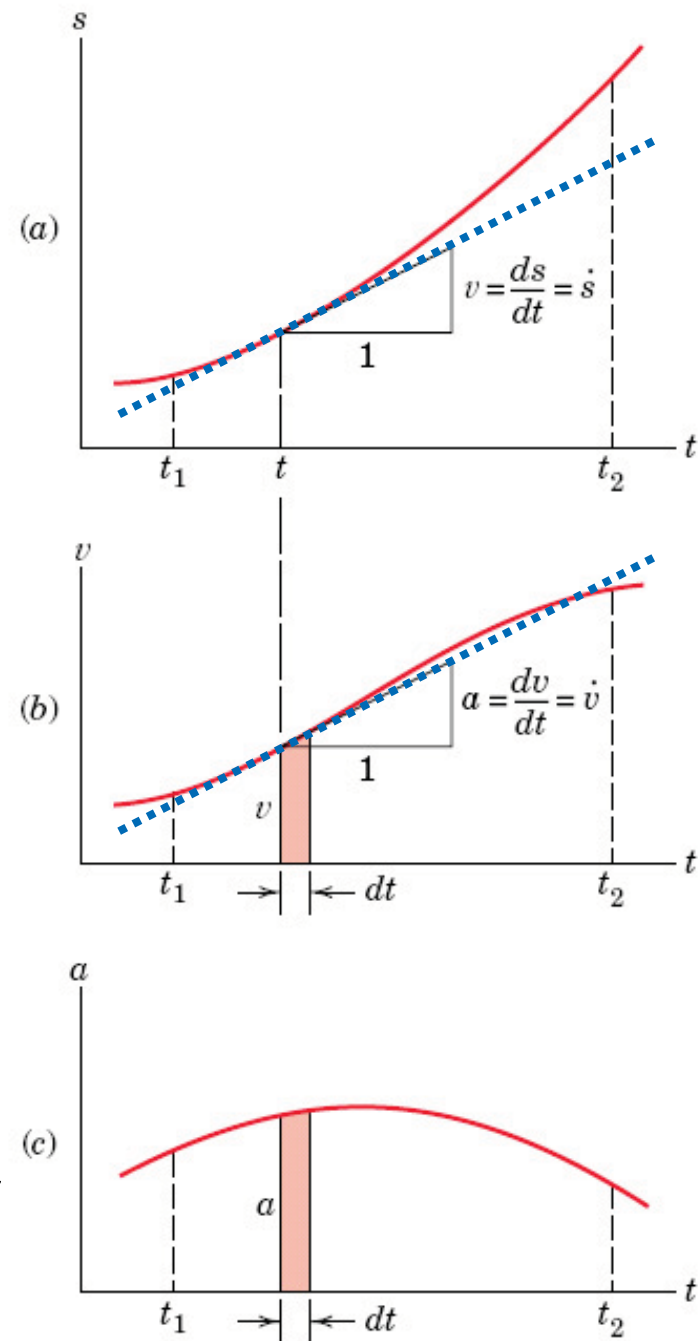 s
(a)
v = ds/dt = ṡ
1
t₁ t t₂ t
v
(b)
a = dv/dt = v̇
1
v
t₁ dt t₂ t
a
(c)
a
t₁ dt t₂ t